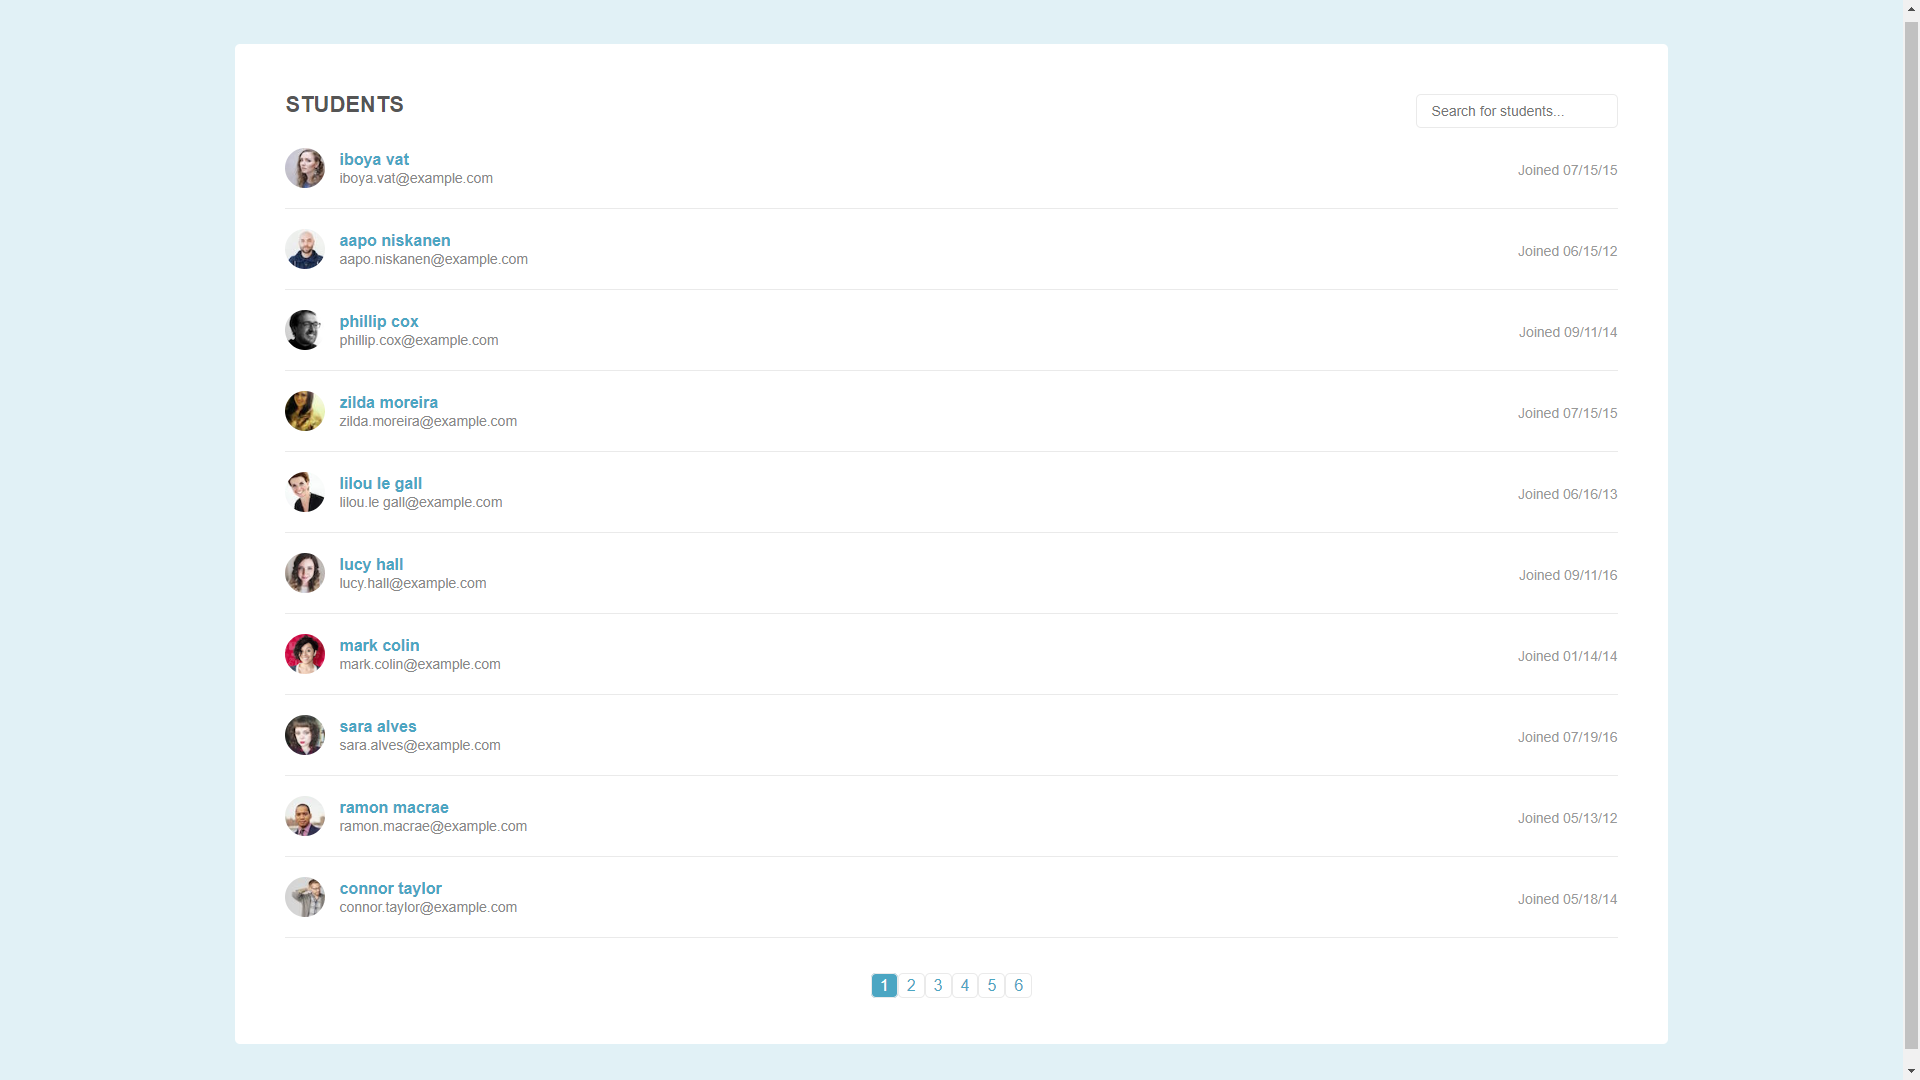 STUDENTS
Search for students...
iboya vat
iboya.vat@example.com
Joined 07/15/15
aapo niskanen
aapo.niskanen@example.com
Joined 06/15/12
phillip cox
phillip.cox@example.com
Joined 09/11/14
zilda moreira
zilda.moreira@example.com
Joined 07/15/15
lilou le gall
lilou.le gall@example.com
Joined 06/16/13
lucy hall
lucy.hall@example.com
Joined 09/11/16
mark colin
mark.colin@example.com
Joined 01/14/14
sara alves
sara.alves@example.com
Joined 07/19/16
ramon macrae
ramon.macrae@example.com
Joined 05/13/12
connor taylor
connor.taylor@example.com
Joined 05/18/14
1 2 3 4 5 6